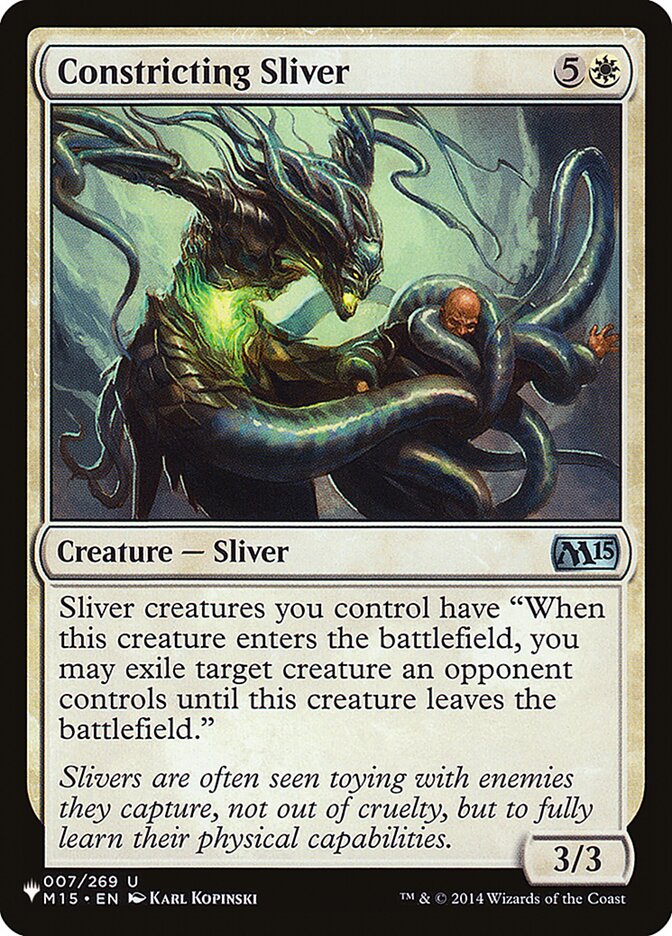 Constricting Sliver 5
Creature — Sliver M15
Sliver creatures you control have “When
this creature enters the battlefield, you
may exile target creature an opponent
controls until this creature leaves the
battlefield.”
Slivers are often seen toying with enemies
they capture, not out of cruelty, but to fully
learn their physical capabilities.
3/3
007/269 U
M15 • EN Karl Kopinski ™ & © 2014 Wizards of the Coast